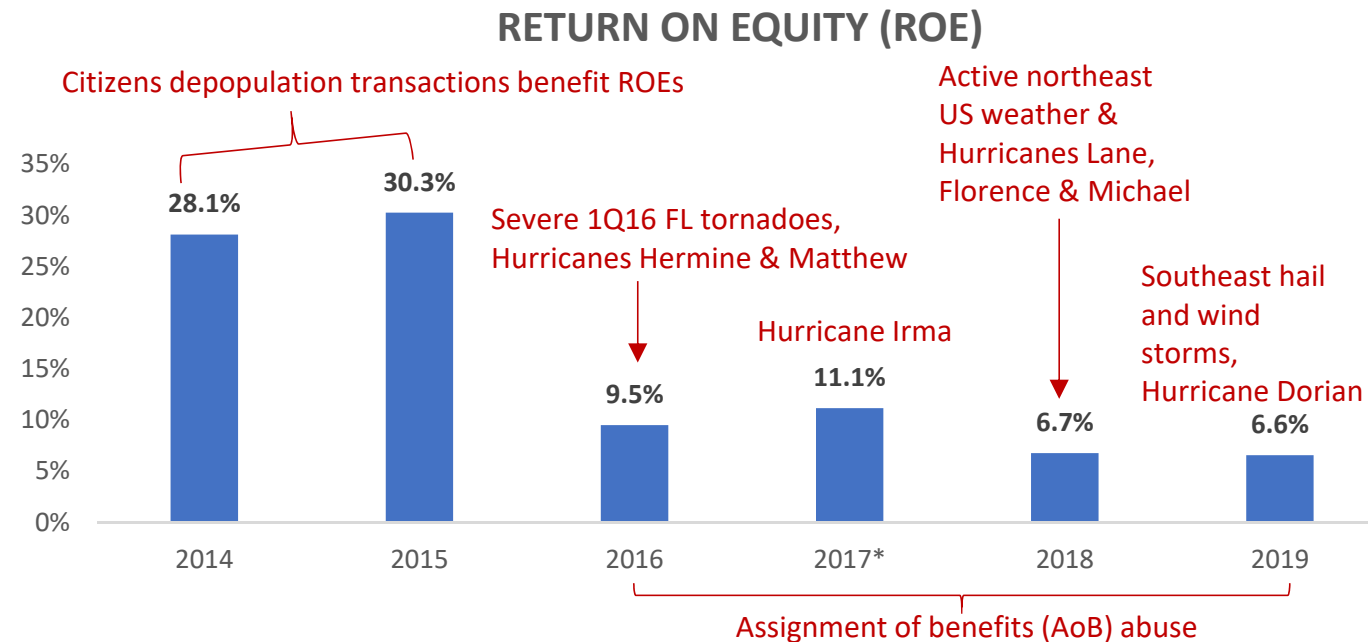 RETURN ON EQUITY (ROE)
Citizens depopulation transactions benefit ROEs
Active northeast
US weather &
Hurricanes Lane,
Florence & Michael
Severe 1Q16 FL tornadoes,
Hurricanes Hermine & Matthew
Hurricane Irma
Southeast hail
and wind
storms,
Hurricane Dorian
35%
30%
25%
20%
15%
10%
5%
0%
28.1%
30.3%
9.5%
11.1%
6.7%
6.6%
2014
2015
2016
2017*
2018
2019
Assignment of benefits (AoB) abuse